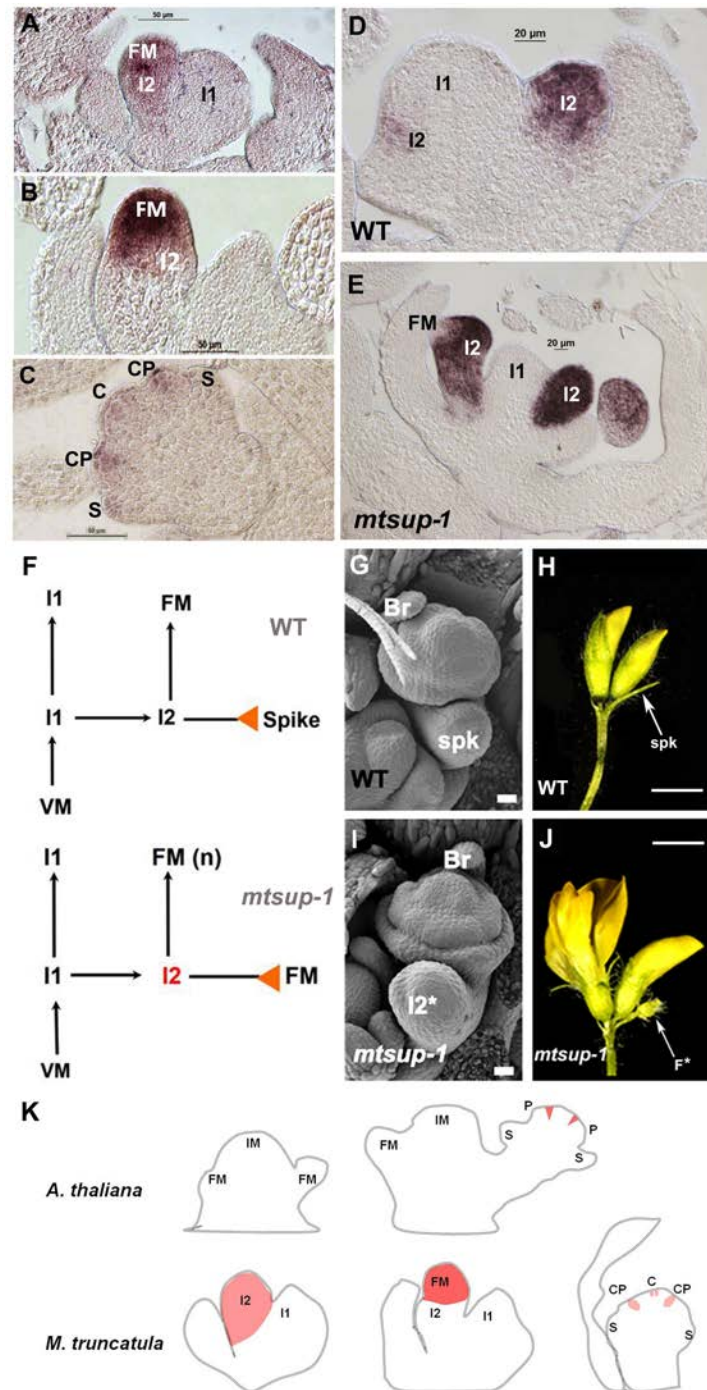 A
50 µm
FM
I2
I1
B
FM
I2
50 µm
C
CP
S
C
CP
S
50 µm
D
20 µm
I1
I2
I2
WT
E
FM
20 µm
I2
I1
I2
mtsup-1
F
I1
FM
WT
I1
I2
Spike
VM
I1
FM (n)
mtsup-1
I1
I2
FM
VM
G
Br
spk
WT
H
spk
WT
I
Br
I2*
mtsup-1
J
mtsup-1
F*
K
A. thaliana
IM
FM
FM
IM
FM
S
P
P
S
M. truncatula
I2
I1
FM
I2
I1
CP
C
CP
S
S